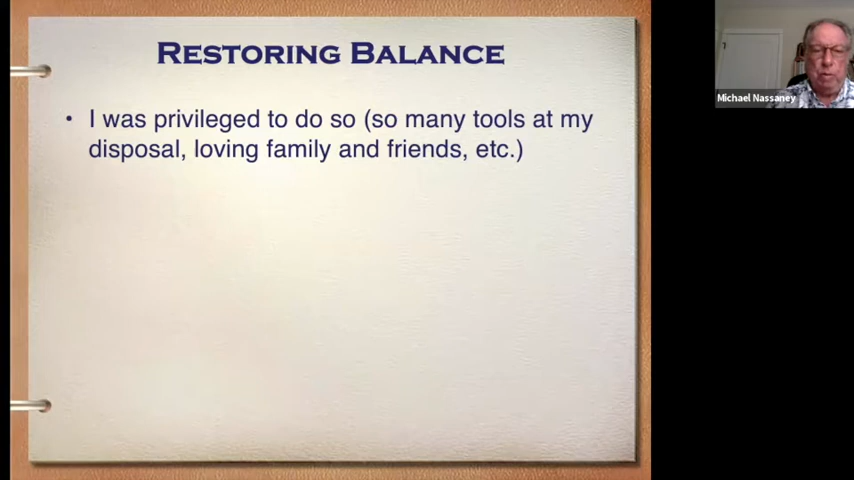 RESTORING BALANCE
• I was privileged to do so (so many tools at my
disposal, loving family and friends, etc.)
Michael Nassaney